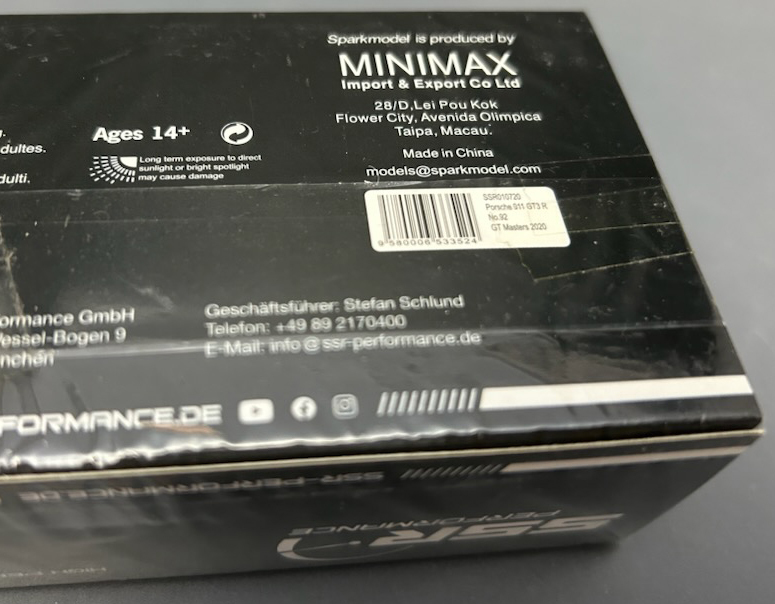 Sparkmodel is produced by
MINIMAX
Import & Export Co Ltd
28/D,Lei Pou Kok
Flower City, Avenida Olimpica
Taipa, Macau.
Made in China
models@sparkmodel.com
dultes.
dulti.
Ages 14+
Long term exposure to direct
sunlight or bright spotlight
may cause damage
SSR010720
Porsche 911 GT3 R
No.92
GT Masters 2020
9 580006 533524
ormance GmbH
essel-Bogen 9
nchen
Geschäftsführer: Stefan Schlund
Telefon: +49 89 2170400
E-Mail: info@ssr-performance.de
FORMANCE.DE
SSR-PERFORMANCE.DE
SSR
PERFORMANCE